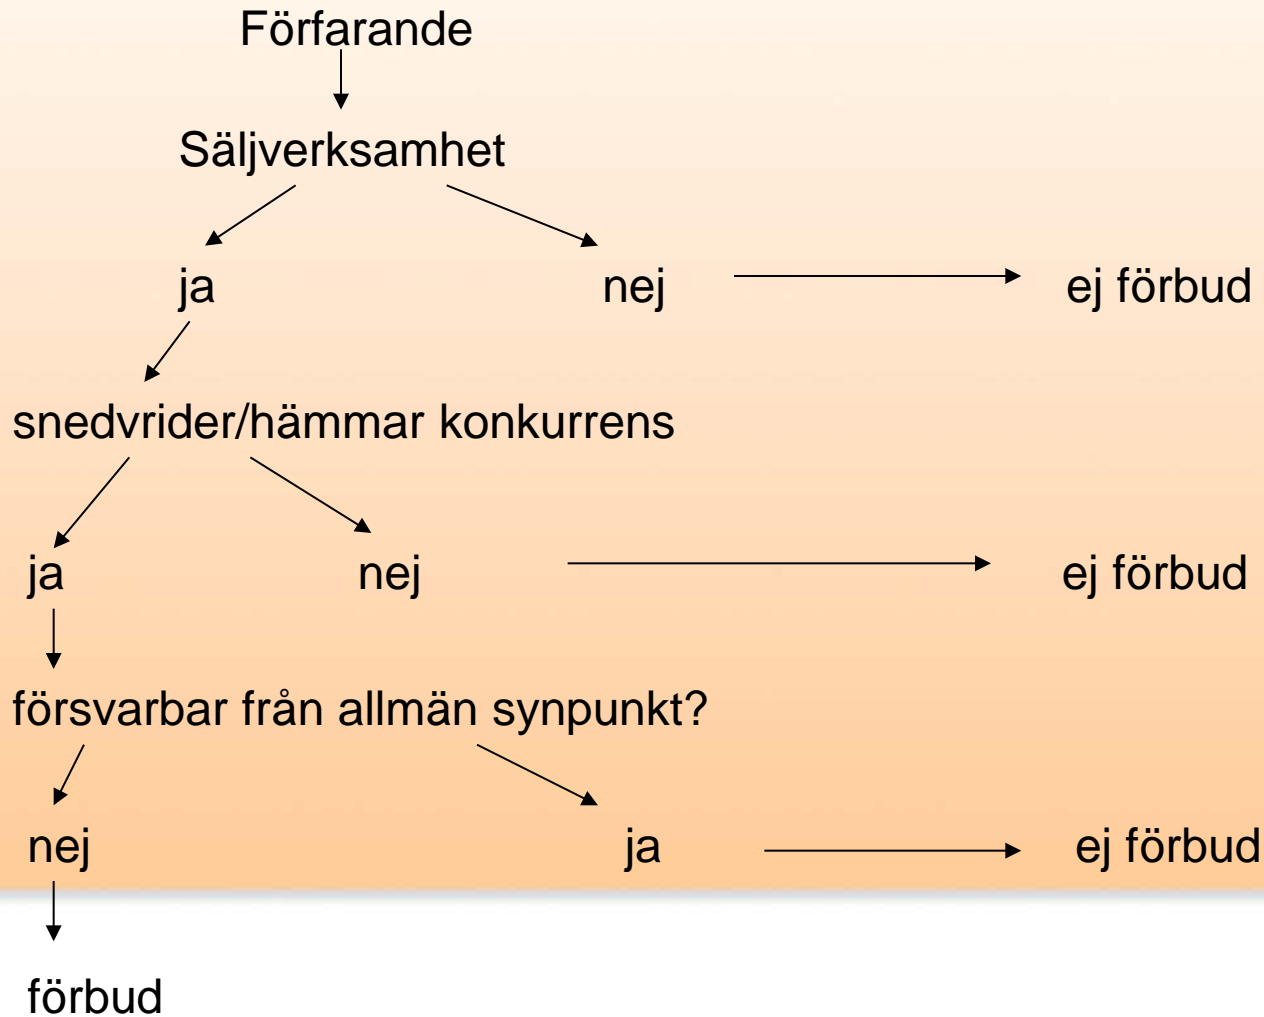 Förfarande
Säljverksamhet
ja nej ej förbud
snedvrider/hämmar konkurrens
ja nej ej förbud
försvarbar från allmän synpunkt?
nej ja ej förbud
förbud